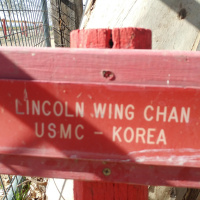 LINCOLN WING CHAN
USMC - KOREA